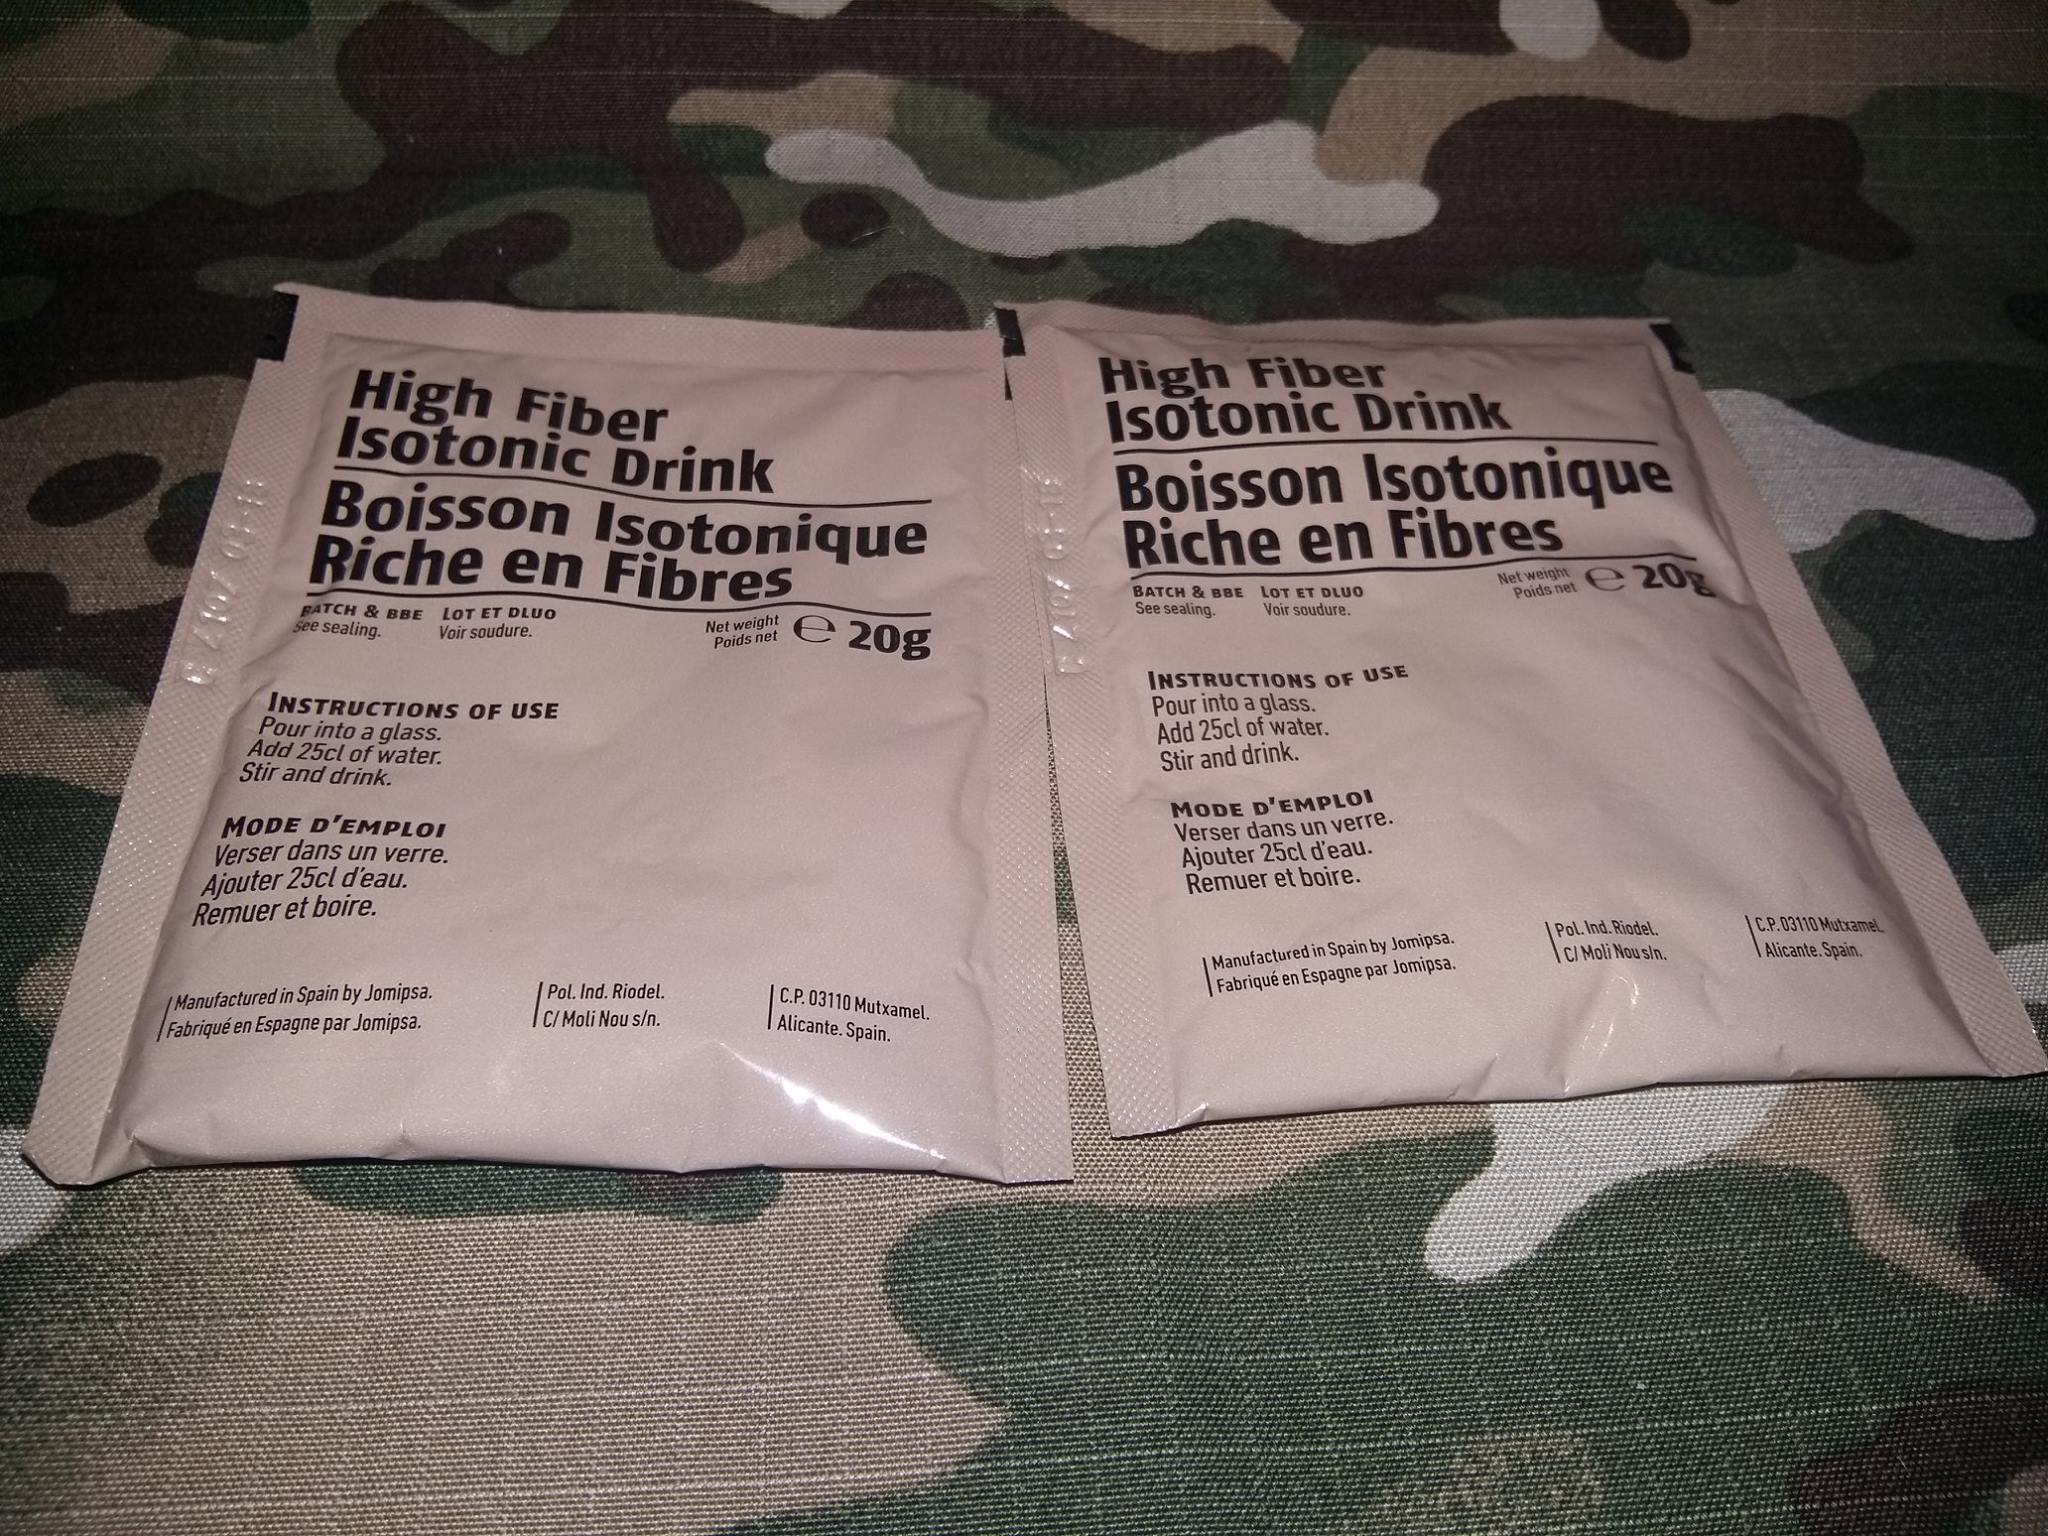 High Fiber
Isotonic Drink
Boisson Isotonique
Riche en Fibres
BATCH & BBE LOT ET DLUO
See sealing. Voir soudure.
Net weight
Poids net
℮ 20g
INSTRUCTIONS OF USE
Pour into a glass.
Add 25cl of water.
Stir and drink.
MODE D'EMPLOI
Verser dans un verre.
Ajouter 25cl d'eau.
Remuer et boire.
Manufactured in Spain by Jomipsa.
Fabriqué en Espagne par Jomipsa.
Pol. Ind. Riodel.
C/ Moli Nou s/n.
C.P. 03110 Mutxamel.
Alicante. Spain.
High Fiber
Isotonic Drink
Boisson Isotonique
Riche en Fibres
BATCH & BBE LOT ET DLUO
See sealing. Voir soudure.
Net weight
Poids net
℮ 20g
INSTRUCTIONS OF USE
Pour into a glass.
Add 25cl of water.
Stir and drink.
MODE D'EMPLOI
Verser dans un verre.
Ajouter 25cl d'eau.
Remuer et boire.
Manufactured in Spain by Jomipsa.
Fabriqué en Espagne par Jomipsa.
Pol. Ind. Riodel.
C/ Moli Nou s/n.
C.P. 03110 Mutxamel.
Alicante. Spain.